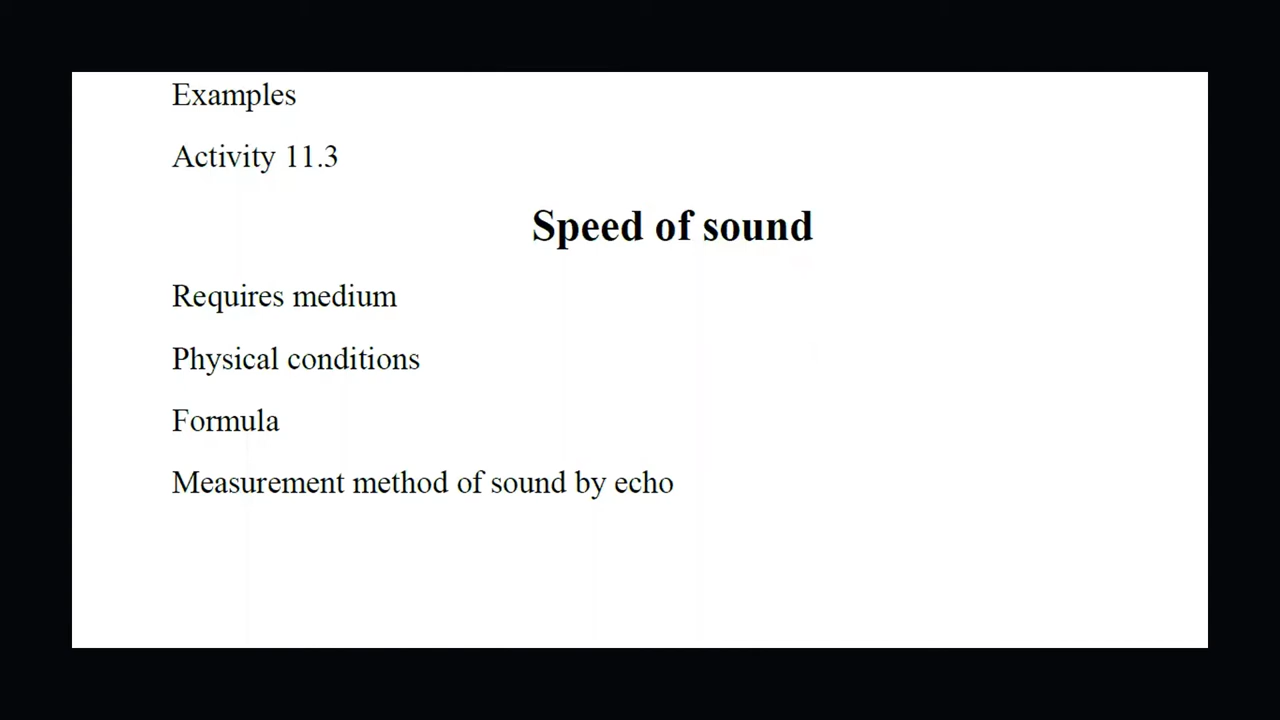 Examples
Activity 11.3
Speed of sound
Requires medium
Physical conditions
Formula
Measurement method of sound by echo